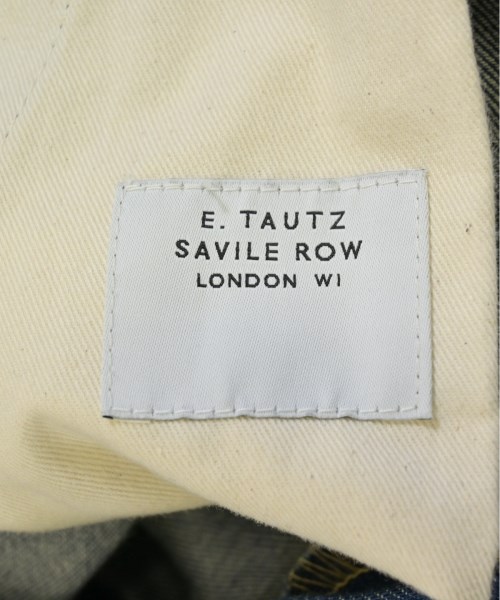 E. TAUTZ
SAVILE ROW
LONDON W1